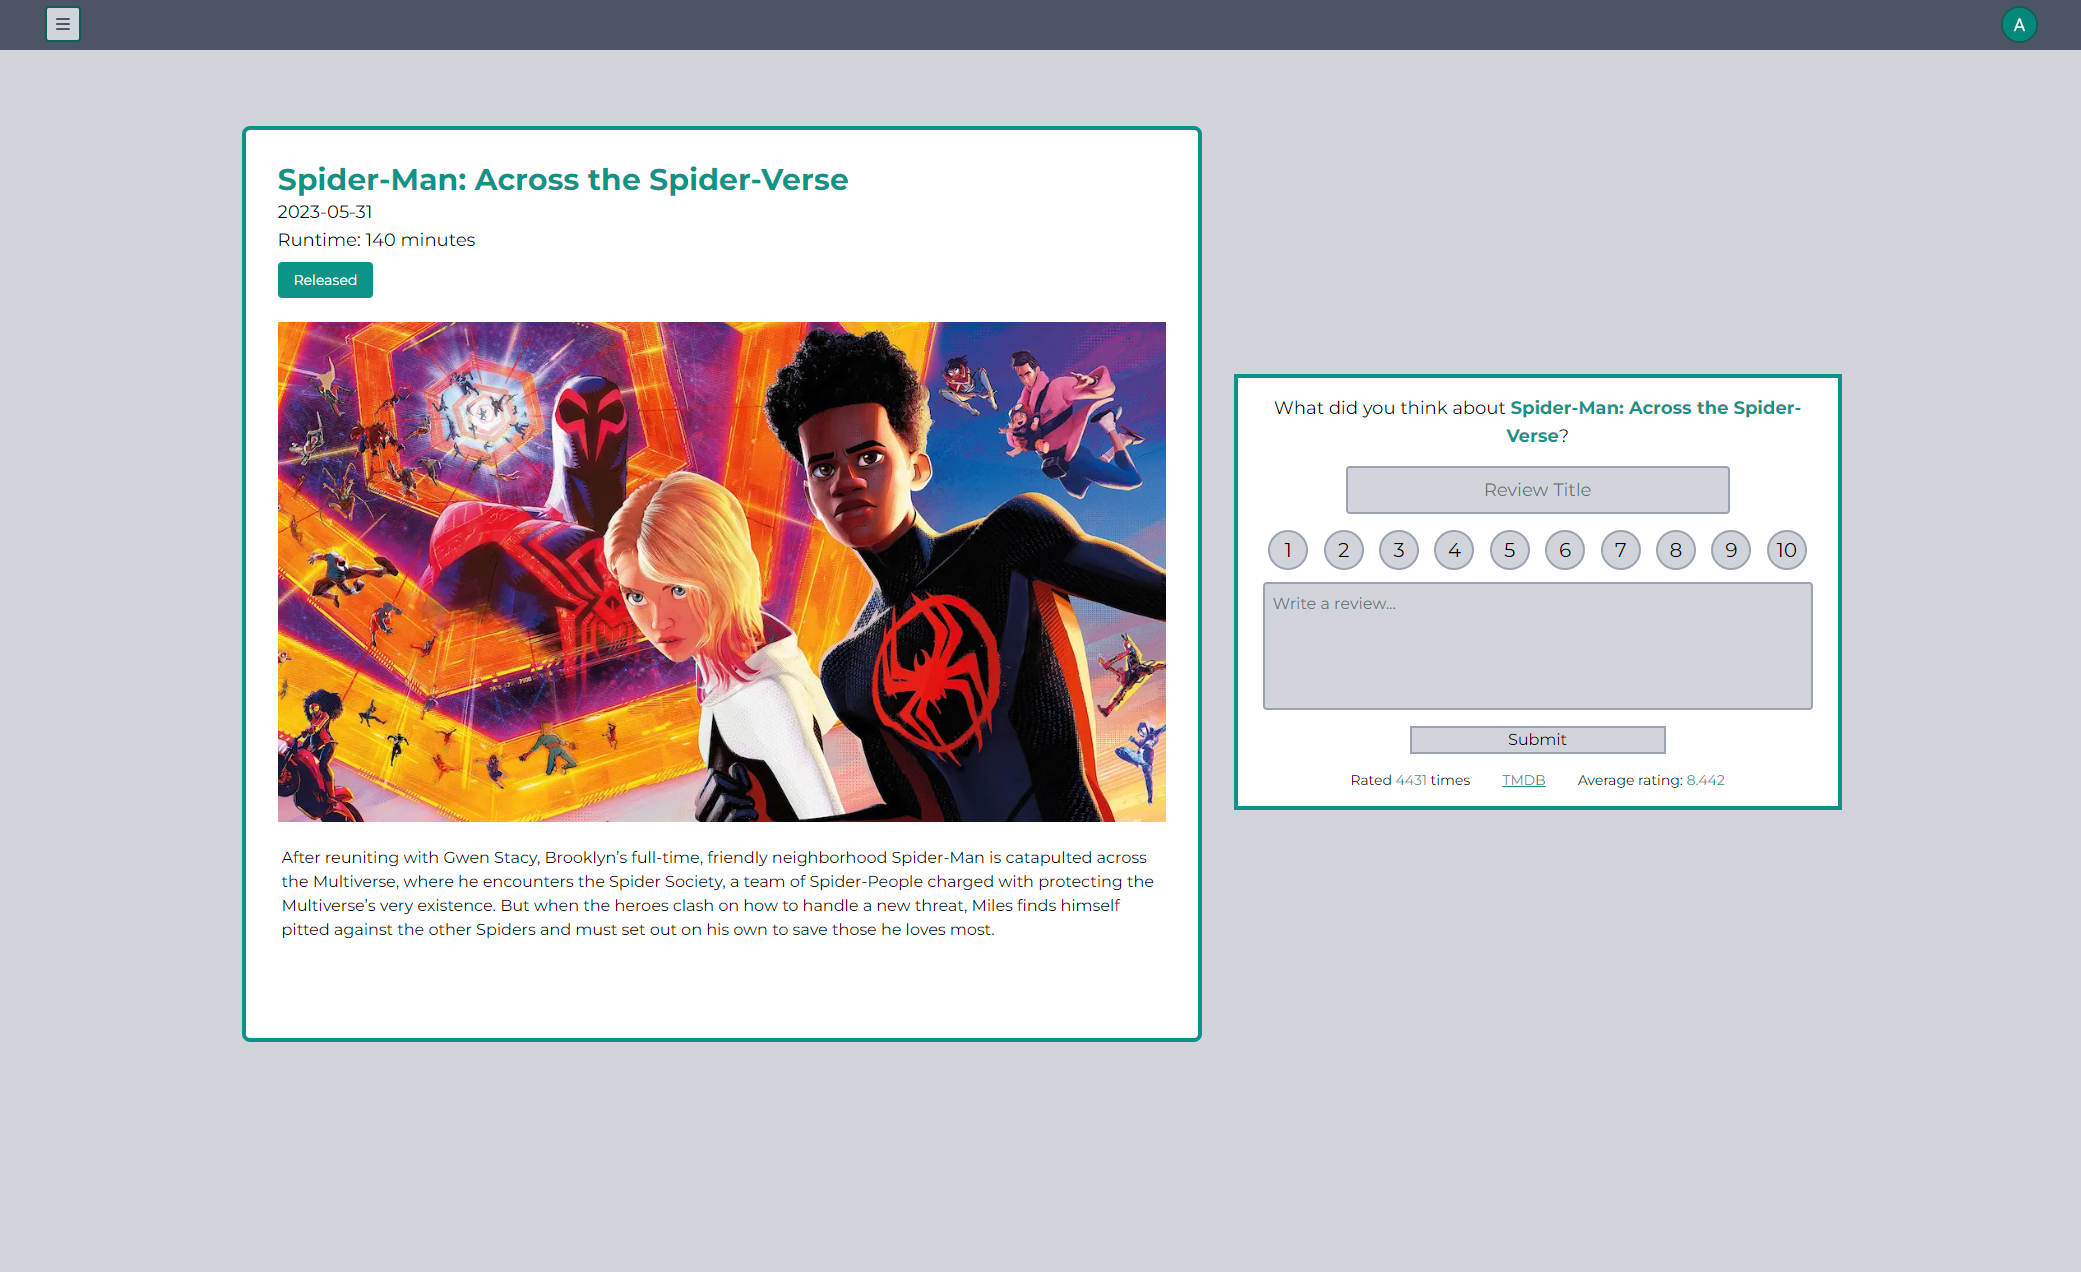 A
Spider-Man: Across the Spider-Verse
2023-05-31
Runtime: 140 minutes
Released
After reuniting with Gwen Stacy, Brooklyn’s full-time, friendly neighborhood Spider-Man is catapulted across
the Multiverse, where he encounters the Spider Society, a team of Spider-People charged with protecting the
Multiverse’s very existence. But when the heroes clash on how to handle a new threat, Miles finds himself
pitted against the other Spiders and must set out on his own to save those he loves most.
What did you think about Spider-Man: Across the Spider-
Verse?
Review Title
1 2 3 4 5 6 7 8 9 10
Write a review...
Submit
Rated 4431 times TMDB Average rating: 8.442